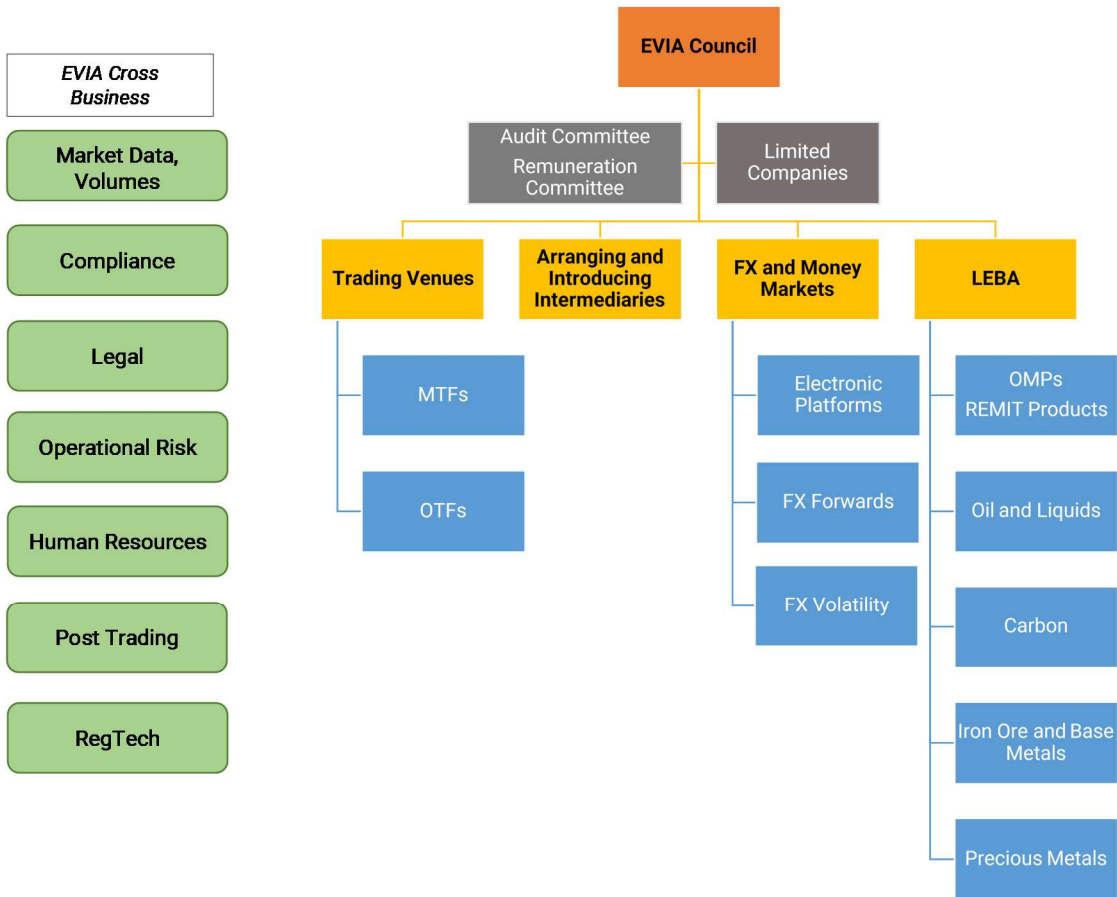 EVIA Cross
Business
Market Data,
Volumes
Compliance
Legal
Operational Risk
Human Resources
Post Trading
RegTech
EVIA Council
Audit Committee
Remuneration
Committee
Limited
Companies
Trading Venues
Arranging and
Introducing
Intermediaries
FX and Money
Markets
LEBA
MTFs
OTFs
Electronic
Platforms
FX Forwards
FX Volatility
OMPs
REMIT Products
Oil and Liquids
Carbon
Iron Ore and Base
Metals
Precious Metals